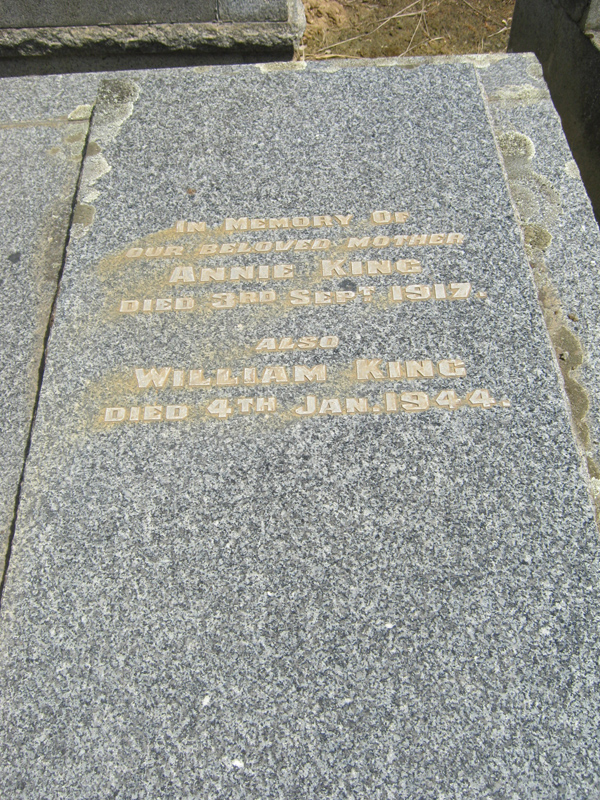 IN MEMORY OF
OUR BELOVED MOTHER
ANNIE KING
DIED 3RD SEPT. 1917.
ALSO
WILLIAM KING
DIED 4TH JAN. 1944.